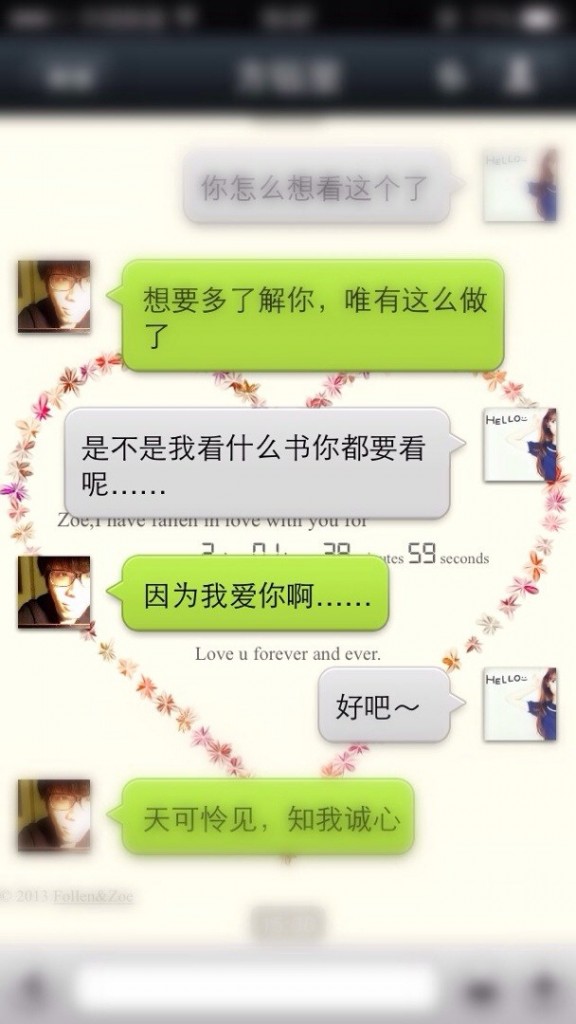 你怎么想看这个了
HELLO
想要多了解你，唯有这么做
了
HELLO
是不是我看什么书你都要看
呢……
Zoe,I have fallen in love with you for
59 seconds
因为我爱你啊……
Love u forever and ever.
HELLO
好吧～
天可怜见，知我诚心
© 2013 Follen&Zoe